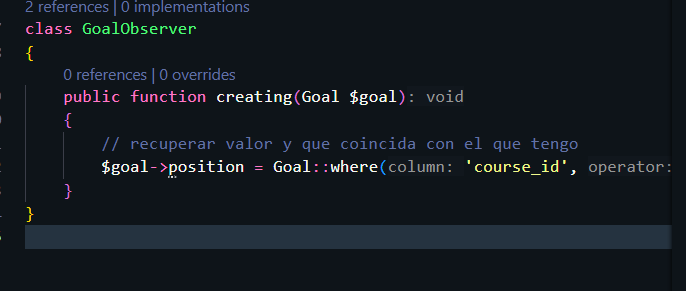 2 references | 0 implementations
class GoalObserver
{
0 references | 0 overrides
public function creating(Goal $goal): void
{
// recuperar valor y que coincida con el que tengo
$goal->position = Goal::where(column: 'course_id', operator:
}
}